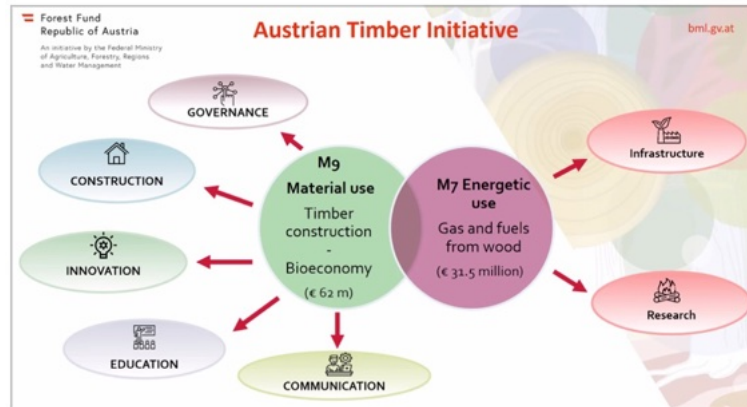 Forest Fund
Republic of Austria
An initiative by the Federal Ministry
of Agriculture, Forestry, Regions
and Water Management
Austrian Timber Initiative
bml.gv.at
GOVERNANCE
CONSTRUCTION
INNOVATION
EDUCATION
COMMUNICATION
M9
Material use
Timber
construction
-
Bioeconomy
(€ 62 m)
M7 Energetic
use
Gas and fuels
from wood
(€ 31.5 million)
Infrastructure
Research